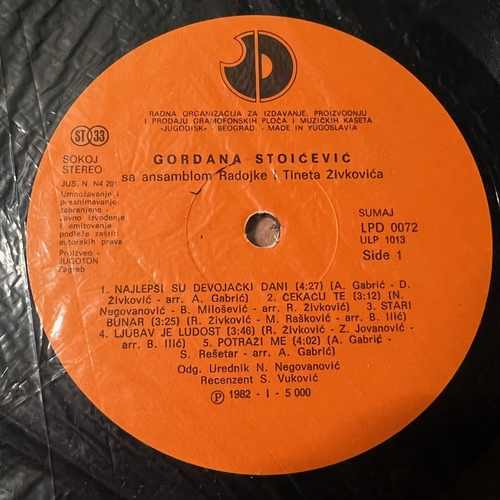 JD
RADNA ORGANIZACIJA ZA IZDAVANJE, PROIZVODNJU
I PRODAJU GRAMOFONSKIH PLOČA I MUZIČKIH KASETA
«JUGODISK» - BEOGRAD - MADE IN YUGOSLAVIA
ST 33
SOKOJ
STEREO
JUS. N. N4 201
Umnožavanje i
presnimavanje
zabranjeno -
Javno izvođenje
i emitovanje
podleže zaštiti
autorskih prava
Proizveo -
JUGOTON
Zagreb
GORDANA STOIĆEVIĆ
sa ansamblom Radojke i Tineta Živkovića
SUMAJ
LPD 0072
ULP 1013
Side 1
1. NAJLEPSI SU DEVOJACKI DANI (4:27) (A. Gabrić - D.
Živković - arr. A. Gabrić) 2. ČEKAĆU TE (3:12) (N.
Negovanović - B. Milošević - arr. R. Živković) 3. STARI
BUNAR (3:25) (R. Živković - M. Rašković - arr. B. Ilić)
4. LJUBAV JE LUDOST (3:46) (R. Živković - Z. Jovanović -
arr. B. Ilić) 5. POTRAŽI ME (4:02) (A. Gabrić -
S. Rešetar - arr. A. Gabrić)
Odg. Urednik N. Negovanović
Recenzent S. Vuković
Ⓟ 1982 - I - 5 000